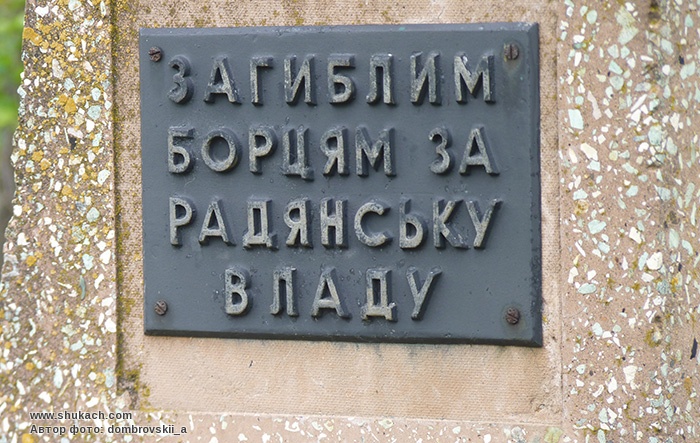 ЗАГИБЛИМ
БОРЦЯМ ЗА
РАДЯНСЬКУ
ВЛАДУ
www.shukach.com
Автор фото: dombrovskii_a